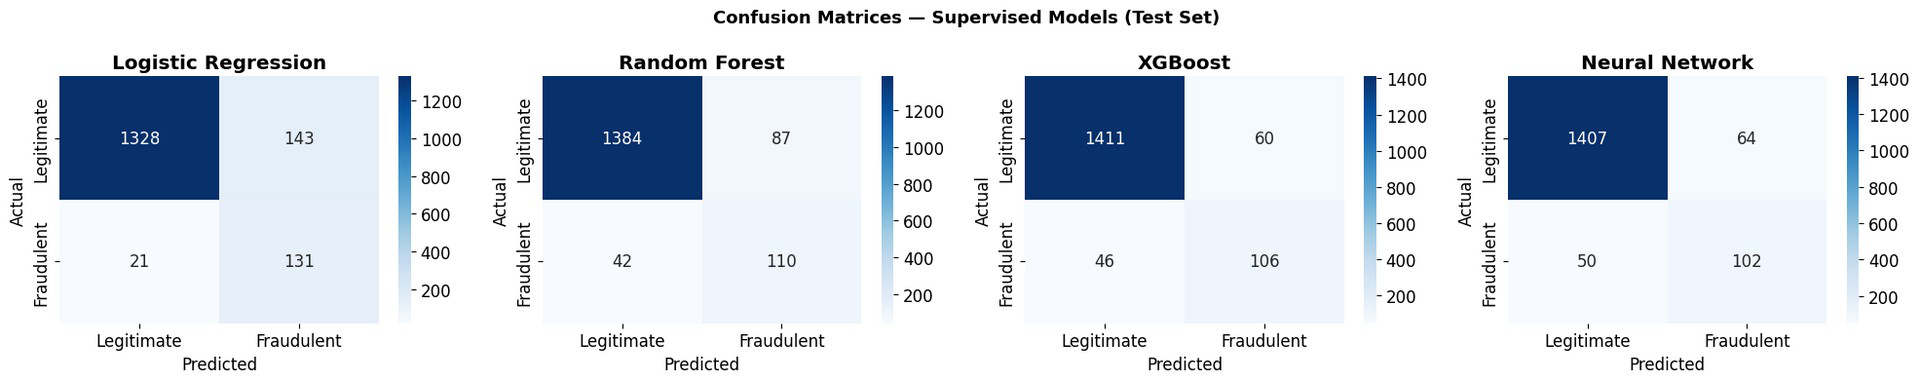 Confusion Matrices — Supervised Models (Test Set)
Logistic Regression
Actual
Legitimate
Fraudulent
1328 143
21 131
Legitimate Fraudulent
Predicted
1200
1000
800
600
400
200
Random Forest
Actual
Legitimate
Fraudulent
1384 87
42 110
Legitimate Fraudulent
Predicted
1200
1000
800
600
400
200
XGBoost
Actual
Legitimate
Fraudulent
1411 60
46 106
Legitimate Fraudulent
Predicted
1400
1200
1000
800
600
400
200
Neural Network
Actual
Legitimate
Fraudulent
1407 64
50 102
Legitimate Fraudulent
Predicted
1400
1200
1000
800
600
400
200